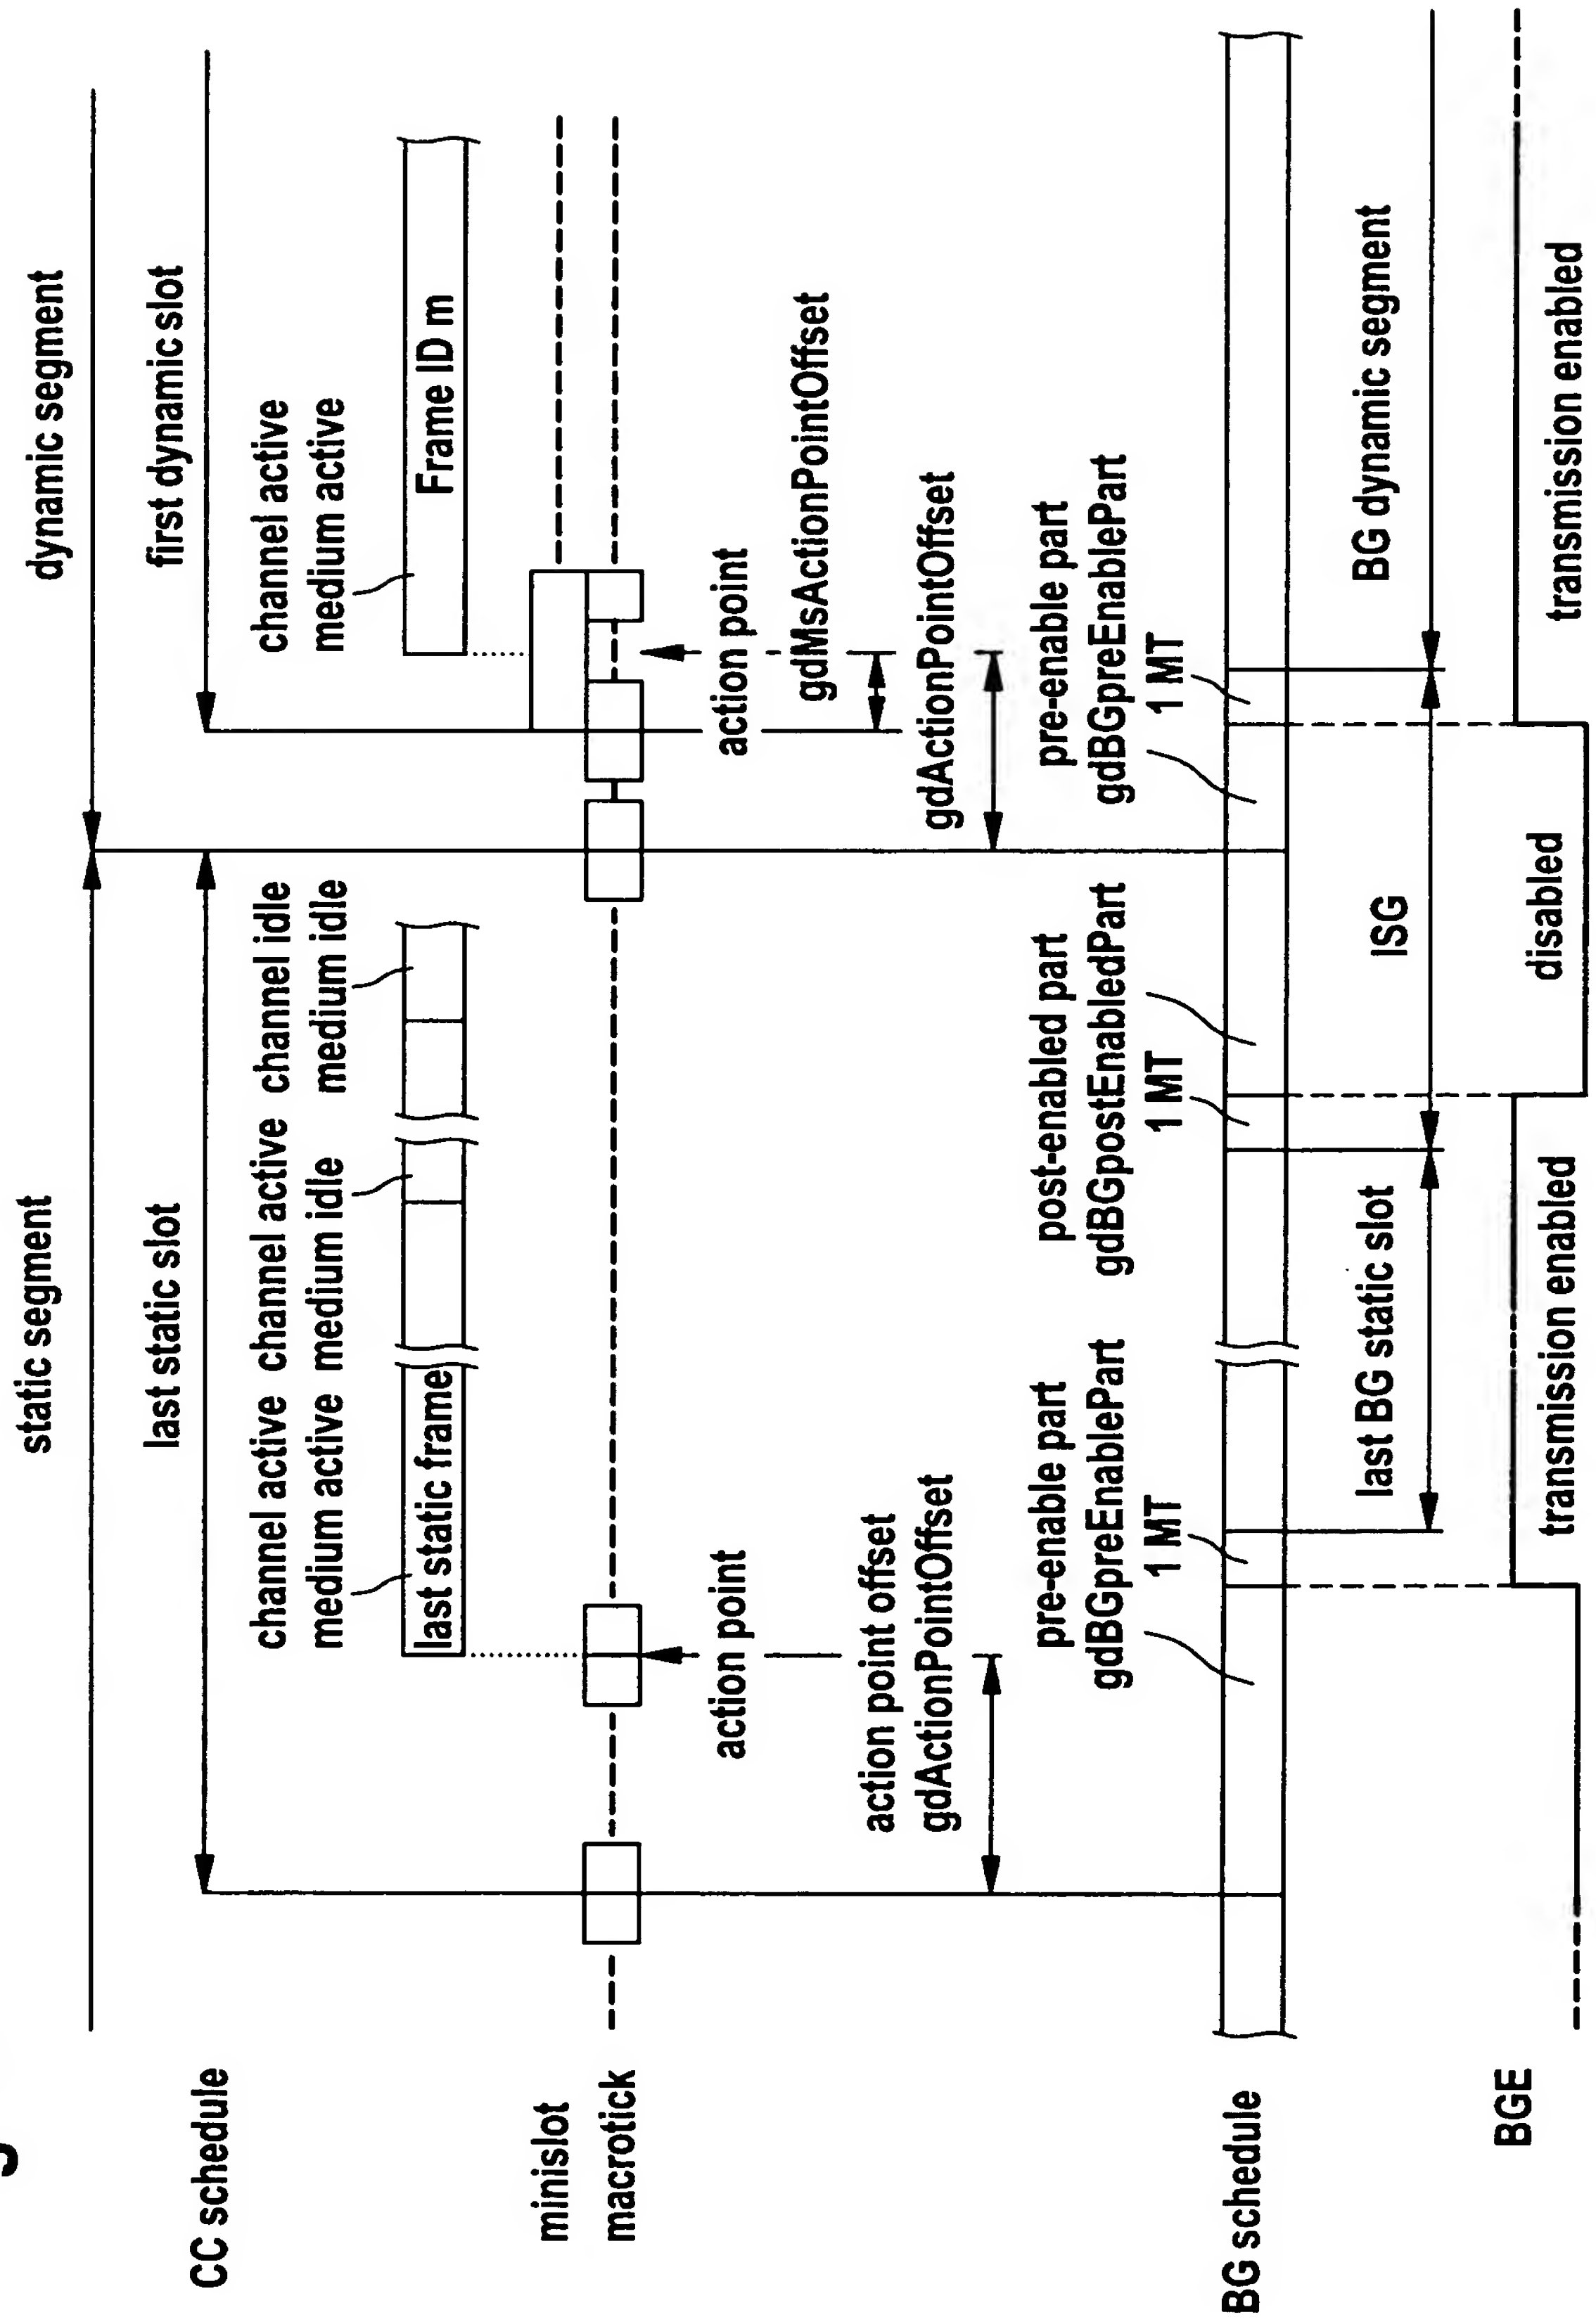 static segment
dynamic segment
CC schedule
last static slot
first dynamic slot
channel active
medium active
channel active
medium idle
channel idle
medium idle
channel active
medium active
last static frame
Frame ID m
minislot
macrotick
action point
action point
gdMsActionPointOffset
action point offset
gdActionPointOffset
gdActionPointOffset
pre-enable part
gdBGpreEnablePart
1 MT
post-enabled part
gdBGpostEnabledPart
1 MT
pre-enable part
gdBGpreEnablePart
1 MT
BG schedule
last BG static slot
ISG
BG dynamic segment
BGE
transmission enabled
disabled
transmission enabled